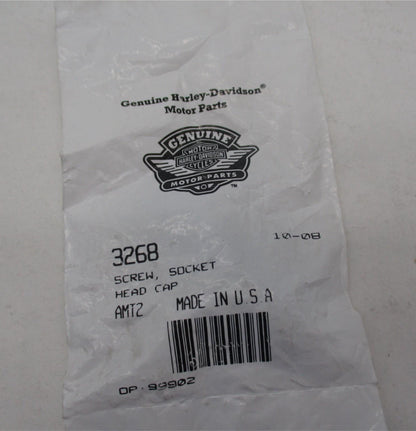 Genuine Harley-Davidson®
Motor Parts
GENUINE
MOTOR
HARLEY-DAVIDSON
CYCLES
MOTOR PARTS
™
10-08
3268
SCREW, SOCKET
HEAD CAP
AMT2 MADE IN U S A
OP-99902